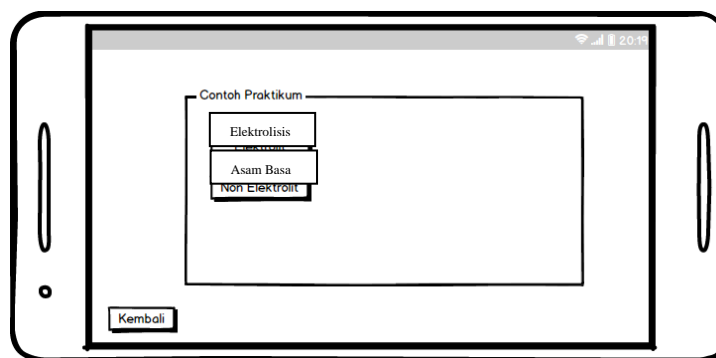 20:19
Contoh Praktikum
Elektrolisis
Asam Basa
Non Elektrolit
Kembali